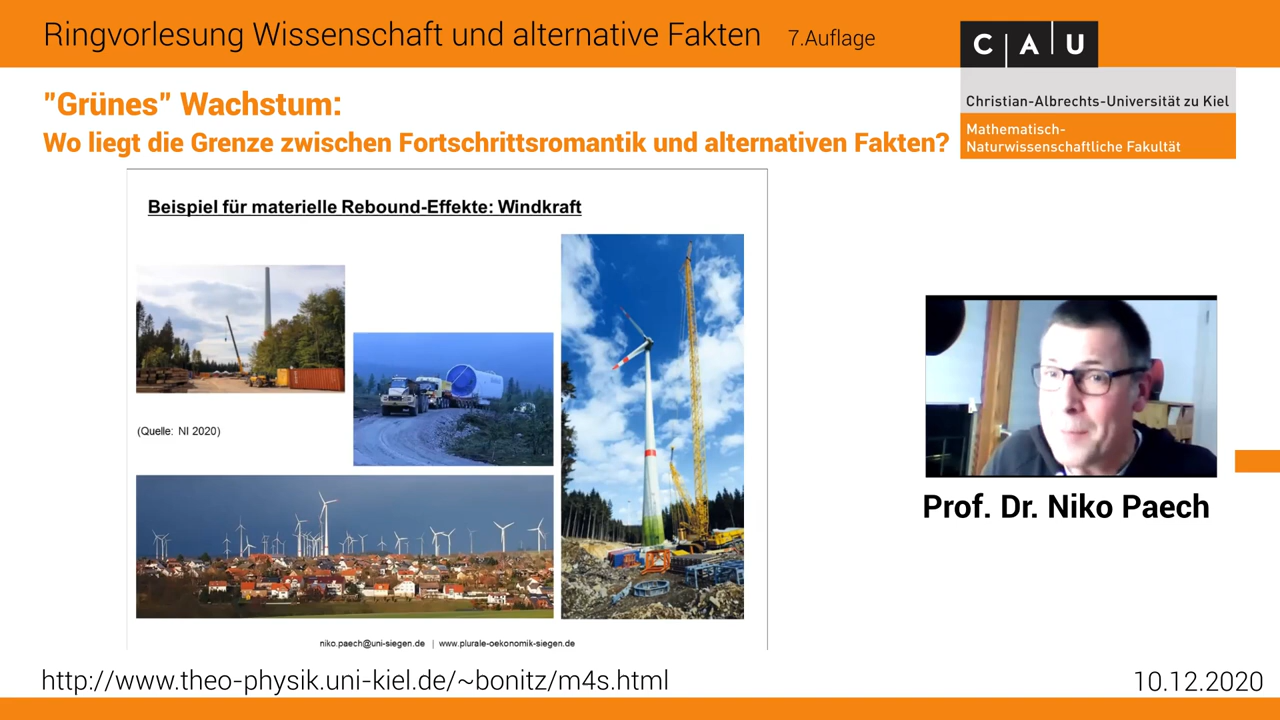 Ringvorlesung Wissenschaft und alternative Fakten 7.Auflage
C A U
Christian-Albrechts-Universität zu Kiel
Mathematisch-
Naturwissenschaftliche Fakultät
"Grünes" Wachstum:
Wo liegt die Grenze zwischen Fortschrittsromantik und alternativen Fakten?
Beispiel für materielle Rebound-Effekte: Windkraft
(Quelle: NI 2020)
niko.paech@uni-siegen.de | www.plurale-oekonomik-siegen.de
Prof. Dr. Niko Paech
http://www.theo-physik.uni-kiel.de/~bonitz/m4s.html
10.12.2020